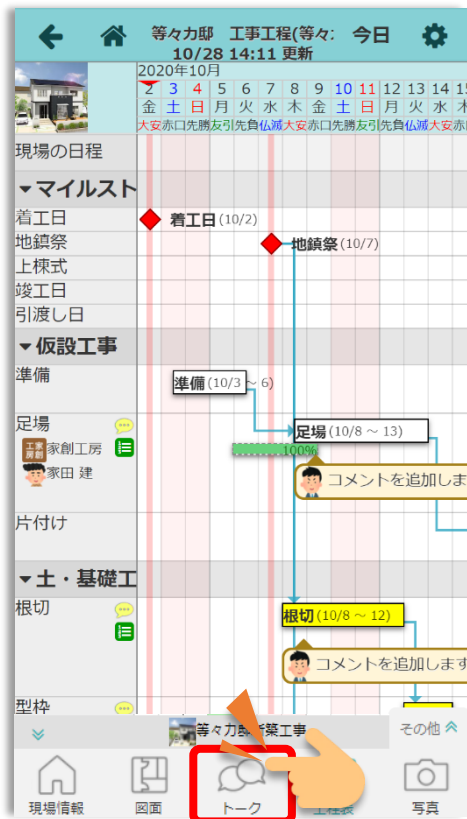 等々力邸 工事工程(等々: 今日
10/28 14:11 更新
2020年10月
2 3 4 5 6 7 8 9 10 11 12 13 14 15
金 土 日 月 火 水 木 金 土 日 月 火 水 木
大安 赤口 先勝 友引 先負 仏滅 大安 赤口 先勝 友引 先負 仏滅 大安 赤口
現場の日程
▼マイルスト
着工日 着工日(10/2)
地鎮祭 地鎮祭(10/7)
上棟式
竣工日
引渡し日
▼仮設工事
準備 準備(10/3 ~ 6)
足場 足場(10/8 ~ 13)
家創工房 家創工房 100%
家田 建 コメントを追加しま
片付け
▼土・基礎工
根切 根切(10/8 ~ 12)
コメントを追加します
型枠
等々力邸 築工事 その他
現場情報 図面 トーク 工程表 写真